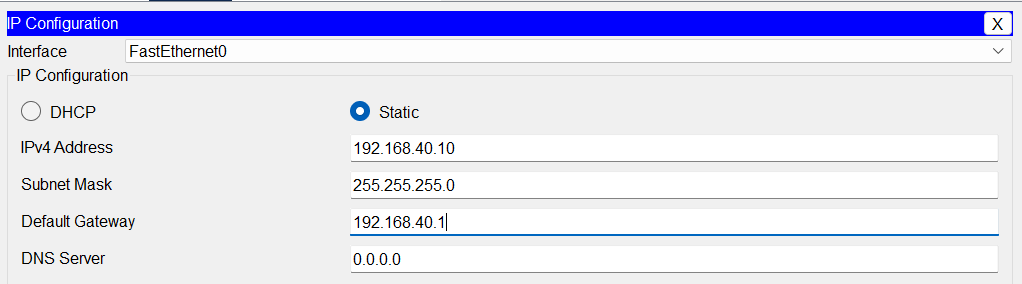 IP Configuration X
Interface FastEthernet0
IP Configuration
DHCP Static
IPv4 Address 192.168.40.10
Subnet Mask 255.255.255.0
Default Gateway 192.168.40.1
DNS Server 0.0.0.0